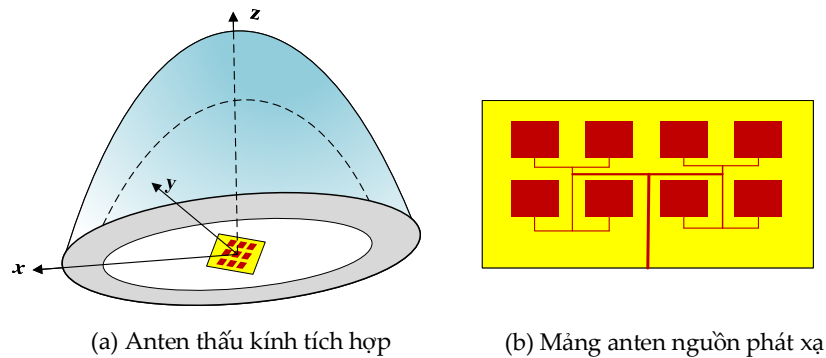 z
y
x
(a) Anten thấu kính tích hợp
(b) Mảng anten nguồn phát xạ